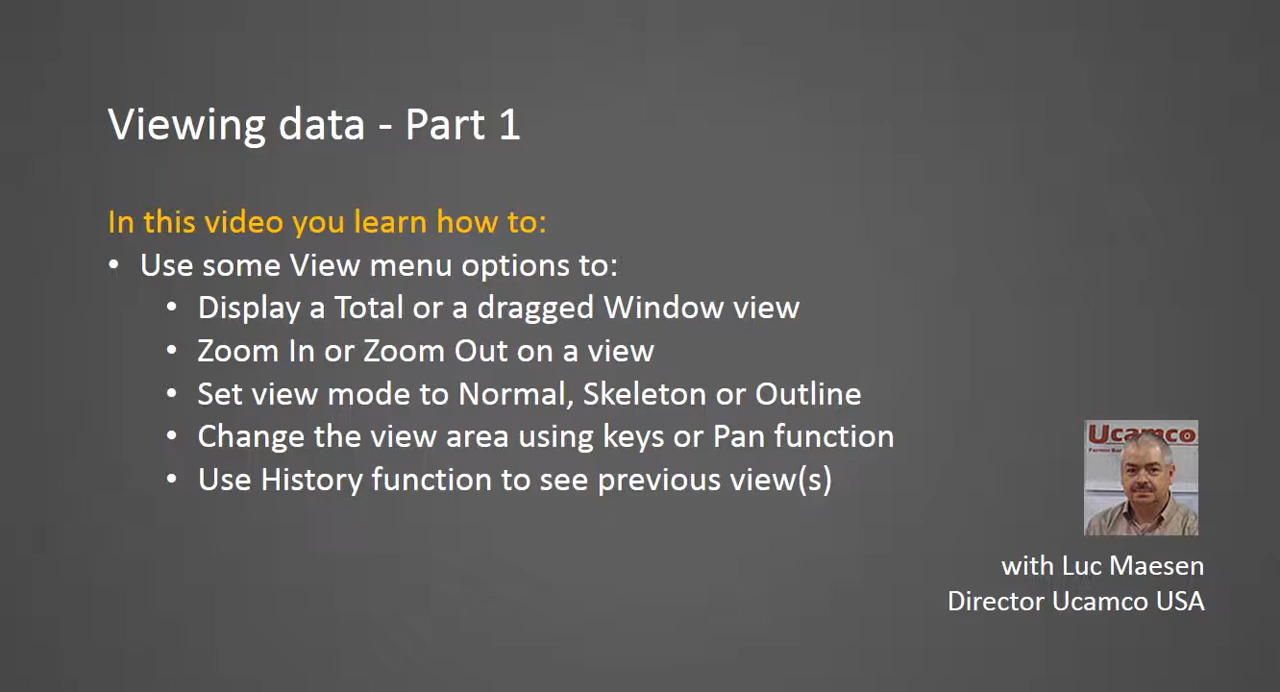 Viewing data - Part 1
In this video you learn how to:
• Use some View menu options to:
• Display a Total or a dragged Window view
• Zoom In or Zoom Out on a view
• Set view mode to Normal, Skeleton or Outline
• Change the view area using keys or Pan function
• Use History function to see previous view(s)
Ucamco
with Luc Maesen
Director Ucamco USA